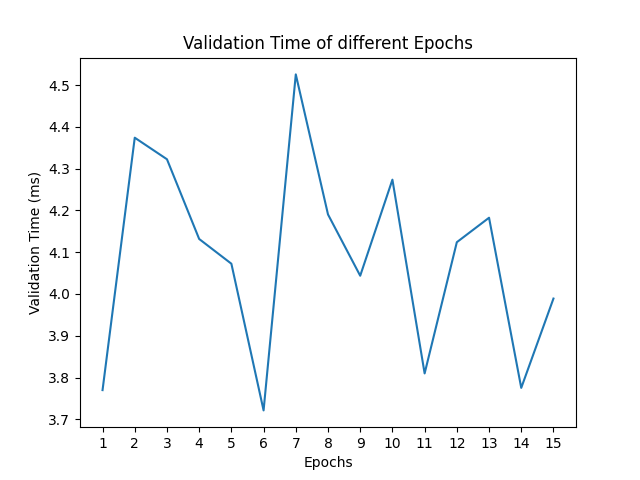 Validation Time of different Epochs
4.5
4.4
4.3
4.2
4.1
4.0
3.9
3.8
3.7
Validation Time (ms)
1 2 3 4 5 6 7 8 9 10 11 12 13 14 15
Epochs